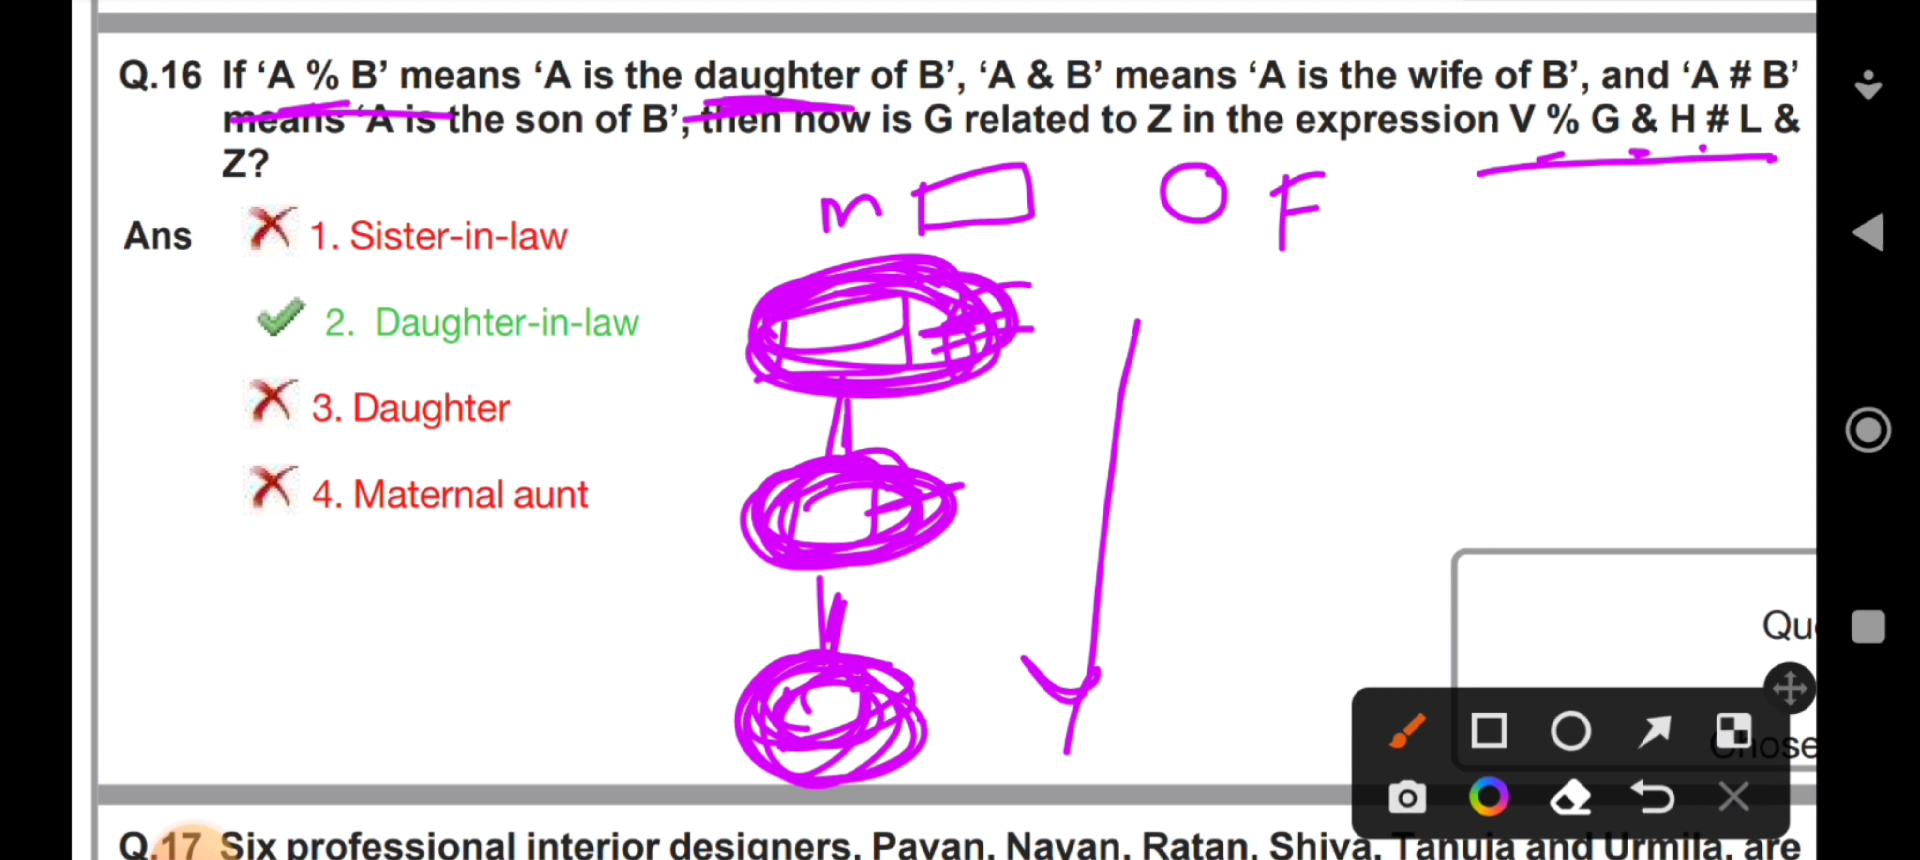 Q.16 If ‘A % B’ means ‘A is the daughter of B’, ‘A & B’ means ‘A is the wife of B’, and ‘A # B’
means ‘A is the son of B’, then how is G related to Z in the expression V % G & H # L &
Z?
m F
Ans 1. Sister-in-law
2. Daughter-in-law
3. Daughter
4. Maternal aunt
Qu
hose
Q.17 Six professional interior designers, Pavan, Nayan, Ratan, Shiva, Tanuja and Urmila, are